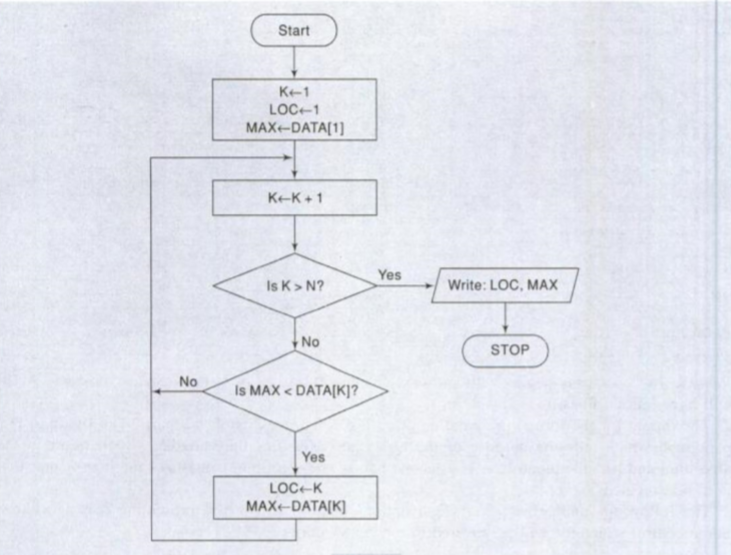 Start
K←1
LOC←1
MAX←DATA[1]
K←K + 1
Is K > N?
Yes
Write: LOC, MAX
STOP
No
Is MAX < DATA[K]?
No
Yes
LOC←K
MAX←DATA[K]